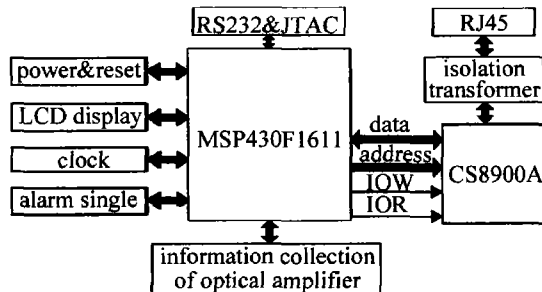 RS232&JTAC
RJ45
power&reset
isolation
transformer
LCD display
MSP430F1611
data
clock
address
CS8900A
IOW
alarm single
IOR
information collection
of optical amplifier